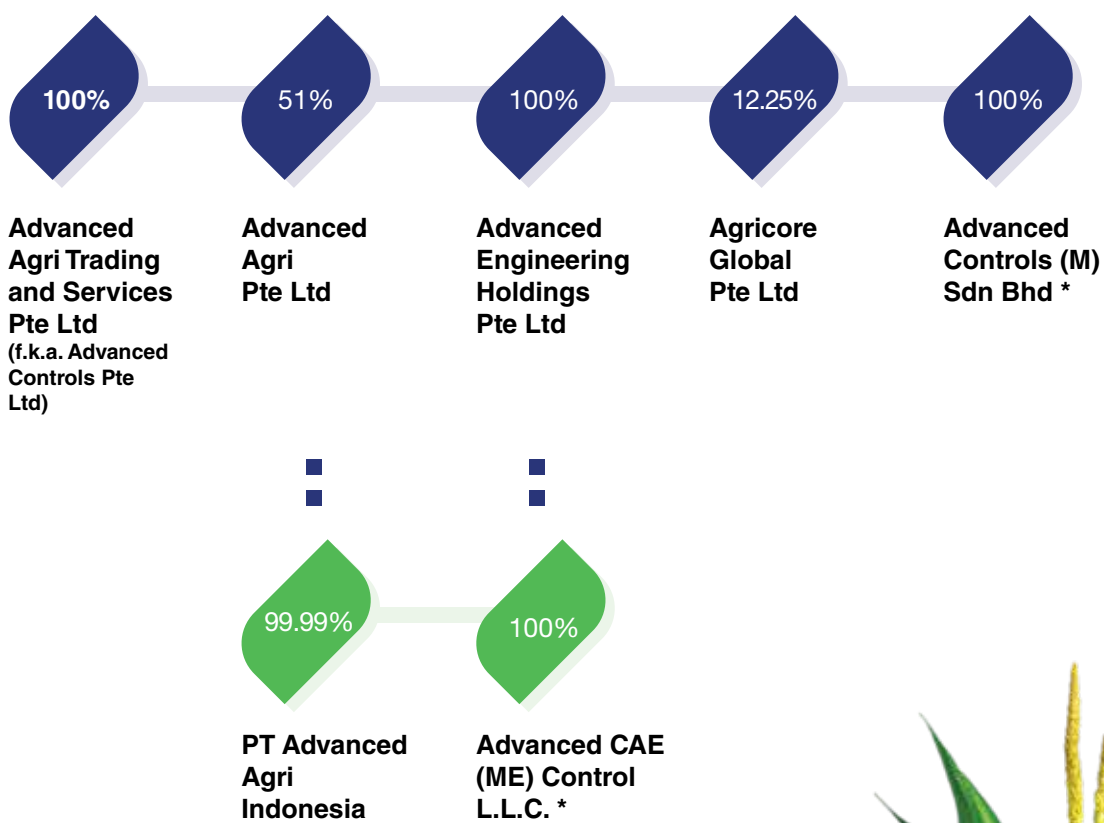 100%
51%
100%
12.25%
100%
Advanced
Agri Trading
and Services
Pte Ltd
(f.k.a. Advanced
Controls Pte
Ltd)
Advanced
Agri
Pte Ltd
Advanced
Engineering
Holdings
Pte Ltd
Agricore
Global
Pte Ltd
Advanced
Controls (M)
Sdn Bhd *
99.99%
100%
PT Advanced
Agri
Indonesia
Advanced CAE
(ME) Control
L.L.C. *